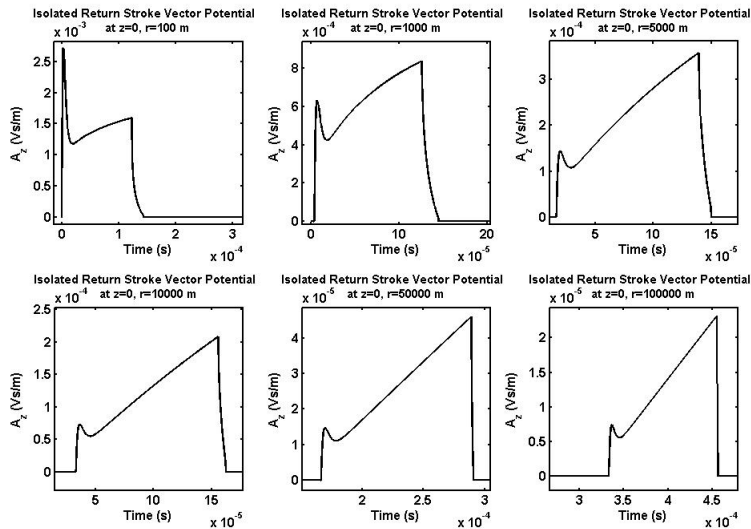 Isolated Return Stroke Vector Potential
at z=0, r=100 m
x 10^-3
2.5
2
1.5
1
0.5
0
A_z (Vs/m)
0 1 2 3
Time (s)
x 10^-4
Isolated Return Stroke Vector Potential
at z=0, r=1000 m
x 10^-4
8
6
4
2
0
A_z (Vs/m)
0 5 10 15 20
Time (s)
x 10^-5
Isolated Return Stroke Vector Potential
at z=0, r=5000 m
x 10^-4
3
2
1
0
A_z (Vs/m)
5 10 15
Time (s)
x 10^-5
Isolated Return Stroke Vector Potential
at z=0, r=10000 m
x 10^-4
2.5
2
1.5
1
0.5
0
A_z (Vs/m)
5 10 15
Time (s)
x 10^-5
Isolated Return Stroke Vector Potential
at z=0, r=50000 m
x 10^-5
4
3
2
1
0
A_z (Vs/m)
2 2.5 3
Time (s)
x 10^-4
Isolated Return Stroke Vector Potential
at z=0, r=100000 m
x 10^-5
2
1.5
1
0.5
0
A_z (Vs/m)
3 3.5 4 4.5
Time (s)
x 10^-4